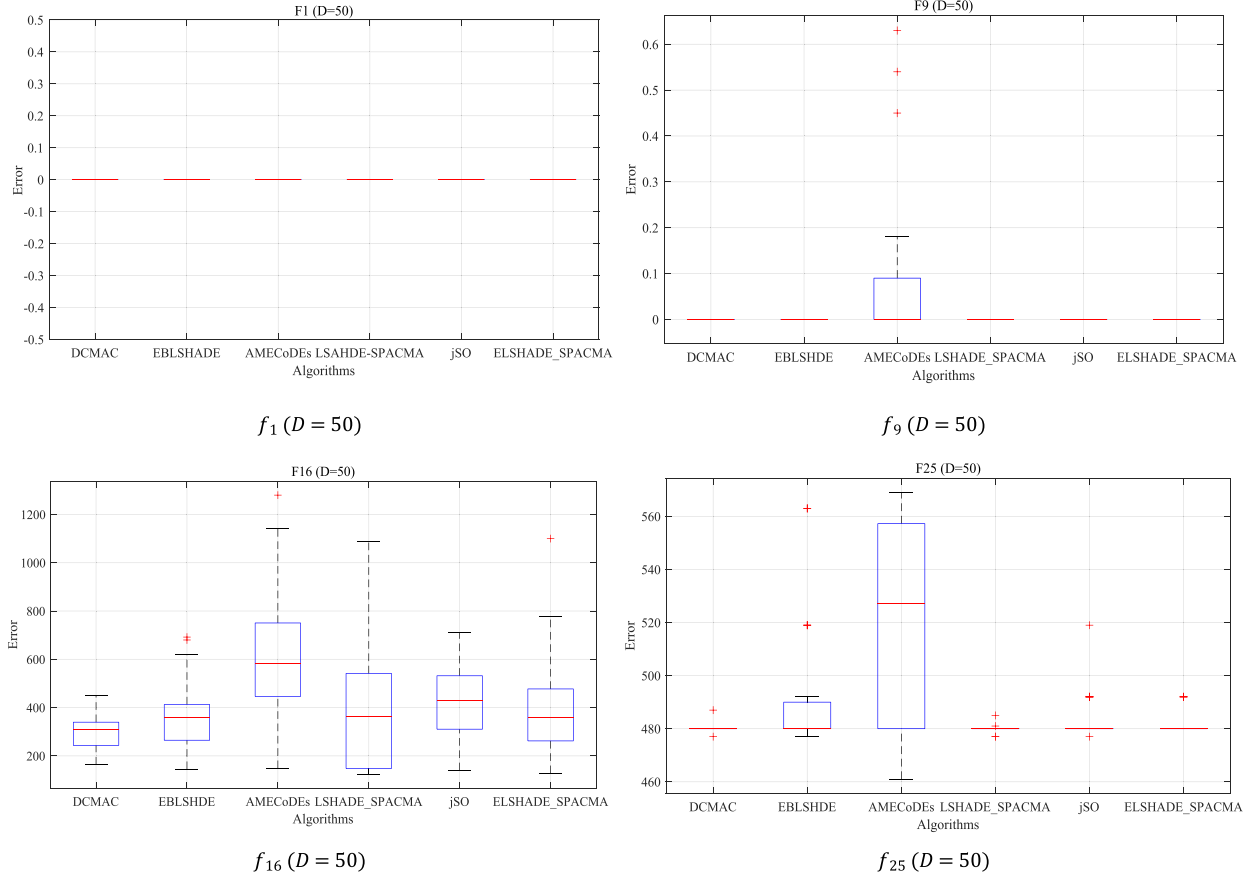 F1 (D=50)
0.5
0.4
0.3
0.2
0.1
0
-0.1
-0.2
-0.3
-0.4
-0.5
Error
DCMAC EBLSHADE AMECoDEs LSAHDE-SPACMA jSO ELSHADE_SPACMA
Algorithms
f1 (D = 50)
F9 (D=50)
0.6
0.5
0.4
0.3
0.2
0.1
0
Error
DCMAC EBLSHDE AMECoDEs LSHADE_SPACMA jSO ELSHADE_SPACMA
Algorithms
f9 (D = 50)
F16 (D=50)
1200
1000
800
600
400
200
Error
DCMAC EBLSHDE AMECoDEs LSHADE_SPACMA jSO ELSHADE_SPACMA
Algorithms
f16 (D = 50)
F25 (D=50)
560
540
520
500
480
460
Error
DCMAC EBLSHDE AMECoDEs LSHADE_SPACMA jSO ELSHADE_SPACMA
Algorithms
f25 (D = 50)